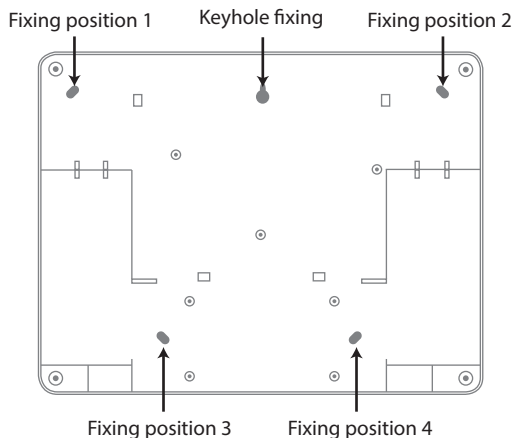 Fixing position 1
Keyhole fixing
Fixing position 2
Fixing position 3
Fixing position 4